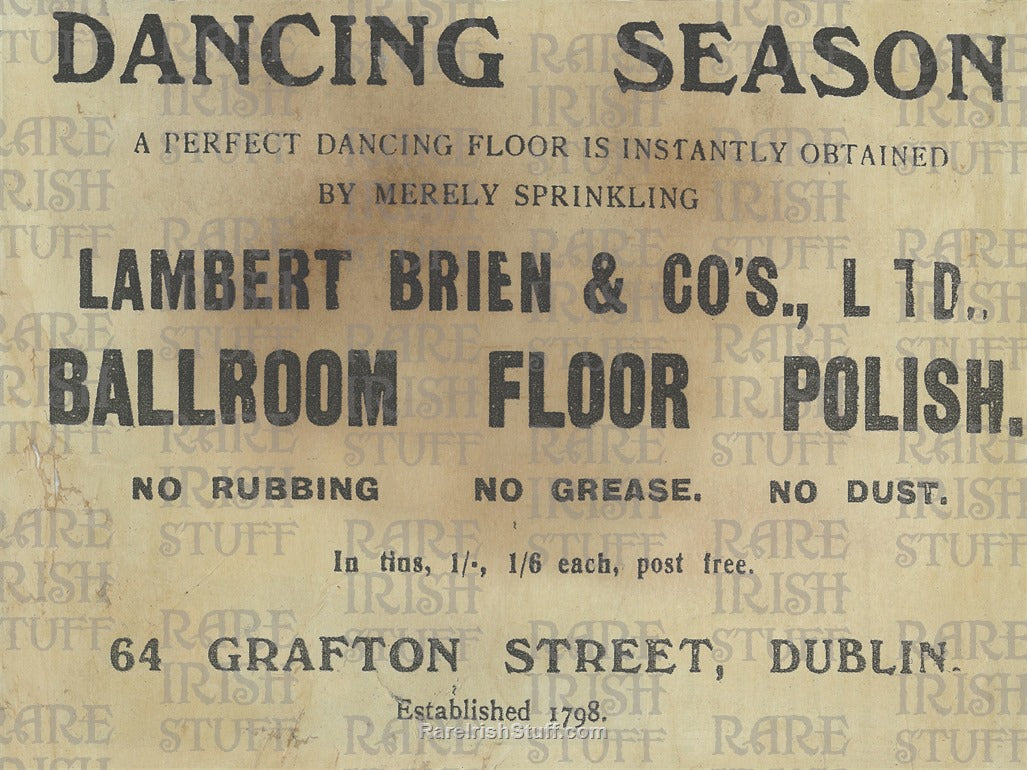 DANCING SEASON
A PERFECT DANCING FLOOR IS INSTANTLY OBTAINED
BY MERELY SPRINKLING
LAMBERT BRIEN & CO'S., LTD.,
BALLROOM FLOOR POLISH.
NO RUBBING NO GREASE. NO DUST.
In tins, 1/-, 1/6 each, post free.
64 GRAFTON STREET, DUBLIN.
Established 1798.
RareIrishStuff.com